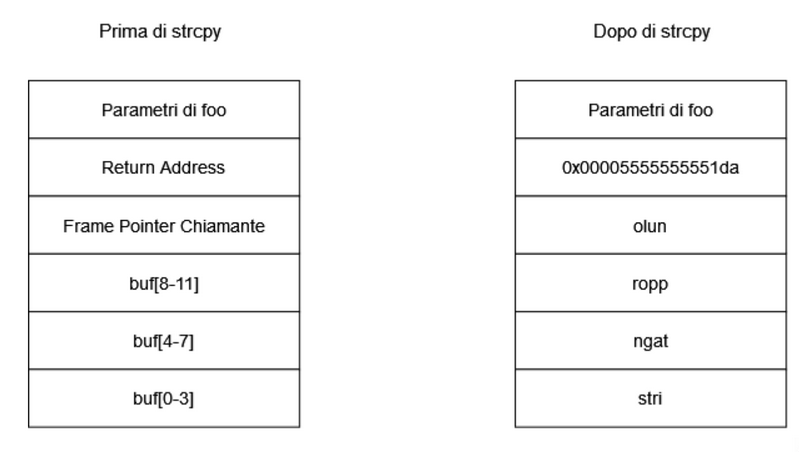 Prima di strcpy
Parametri di foo
Return Address
Frame Pointer Chiamante
buf[8-11]
buf[4-7]
buf[0-3]
Dopo di strcpy
Parametri di foo
0x00005555555551da
olun
ropp
ngat
stri